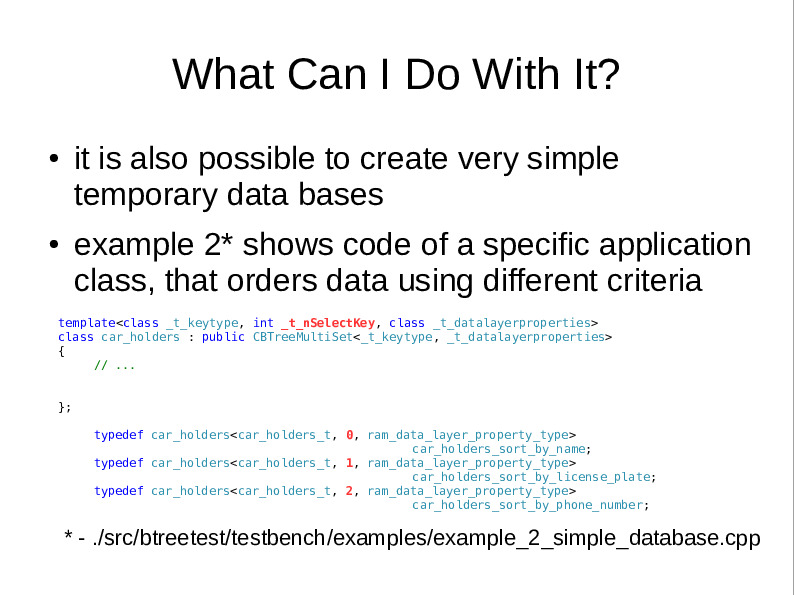 What Can I Do With It?
• it is also possible to create very simple
temporary data bases
• example 2* shows code of a specific application
class, that orders data using different criteria
template<class _t_keytype, int _t_nSelectKey, class _t_datalayerproperties>
class car_holders : public CBTreeMultiSet<_t_keytype, _t_datalayerproperties>
{
// ...
};
typedef car_holders<car_holders_t, 0, ram_data_layer_property_type>
car_holders_sort_by_name;
typedef car_holders<car_holders_t, 1, ram_data_layer_property_type>
car_holders_sort_by_license_plate;
typedef car_holders<car_holders_t, 2, ram_data_layer_property_type>
car_holders_sort_by_phone_number;
* - ./src/btreetest/testbench/examples/example_2_simple_database.cpp